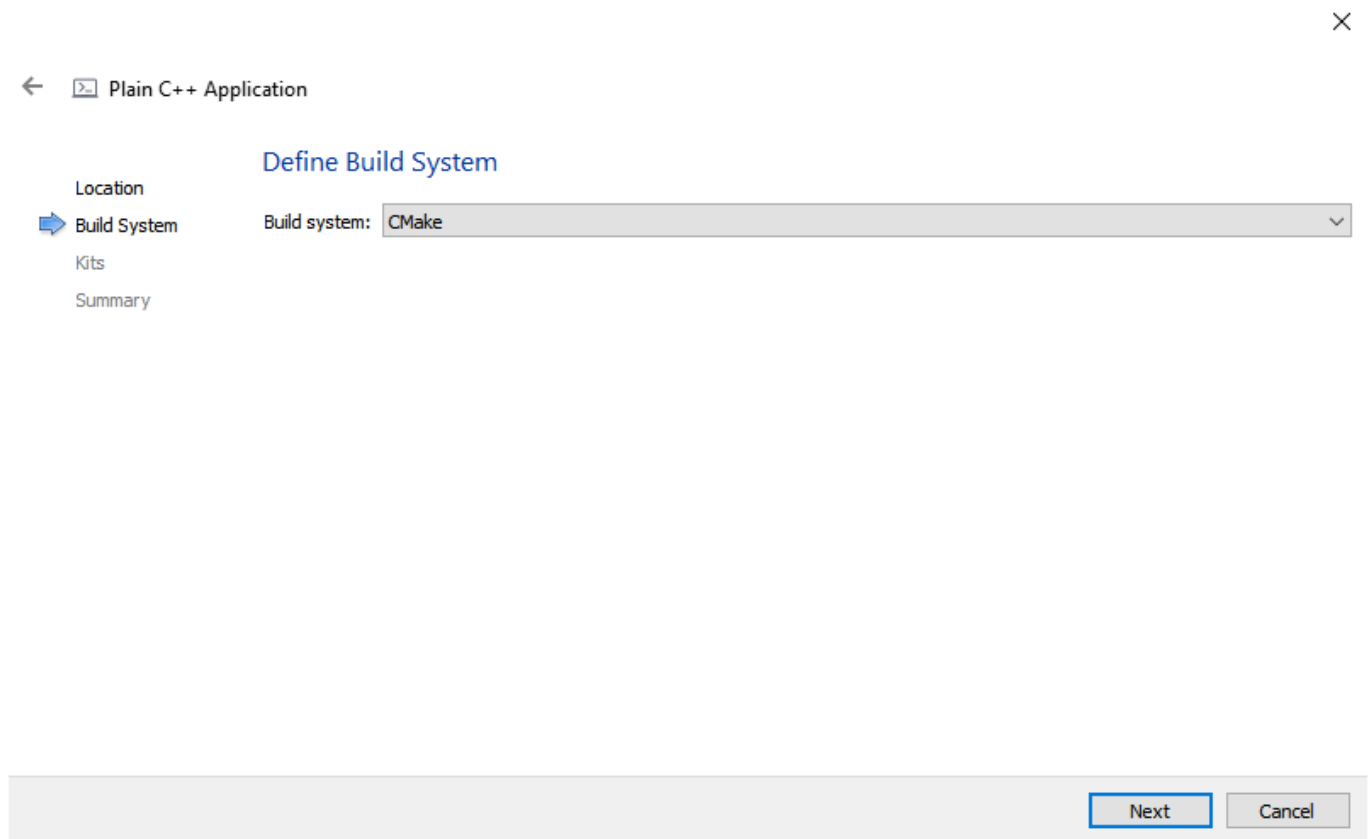 Plain C++ Application
Define Build System
Location
Build System
Kits
Summary
Build system: CMake
Next Cancel